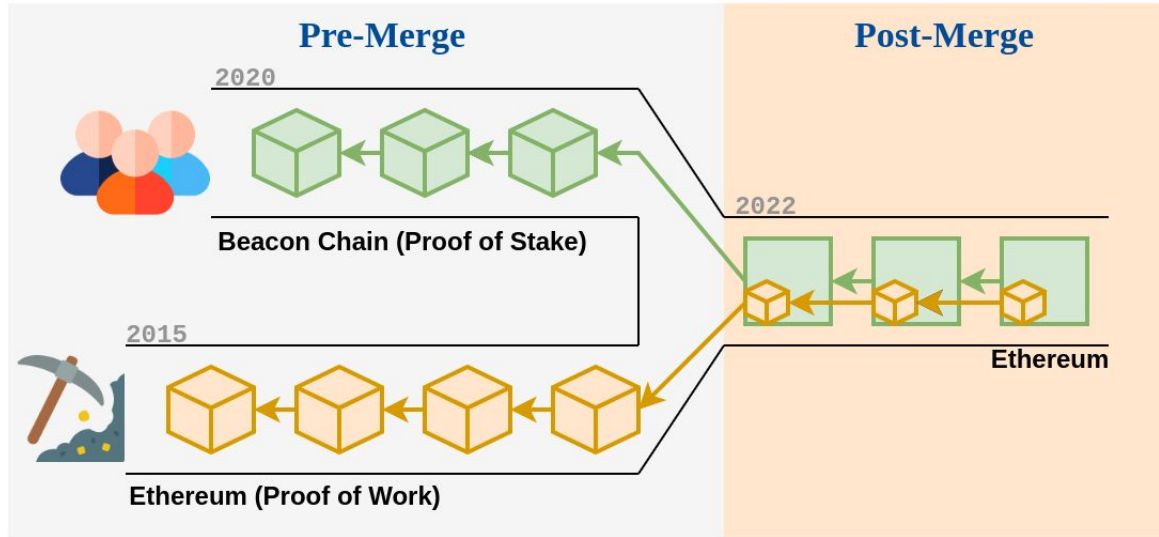 Pre-Merge
Post-Merge
2020
2022
Beacon Chain (Proof of Stake)
2015
Ethereum
Ethereum (Proof of Work)